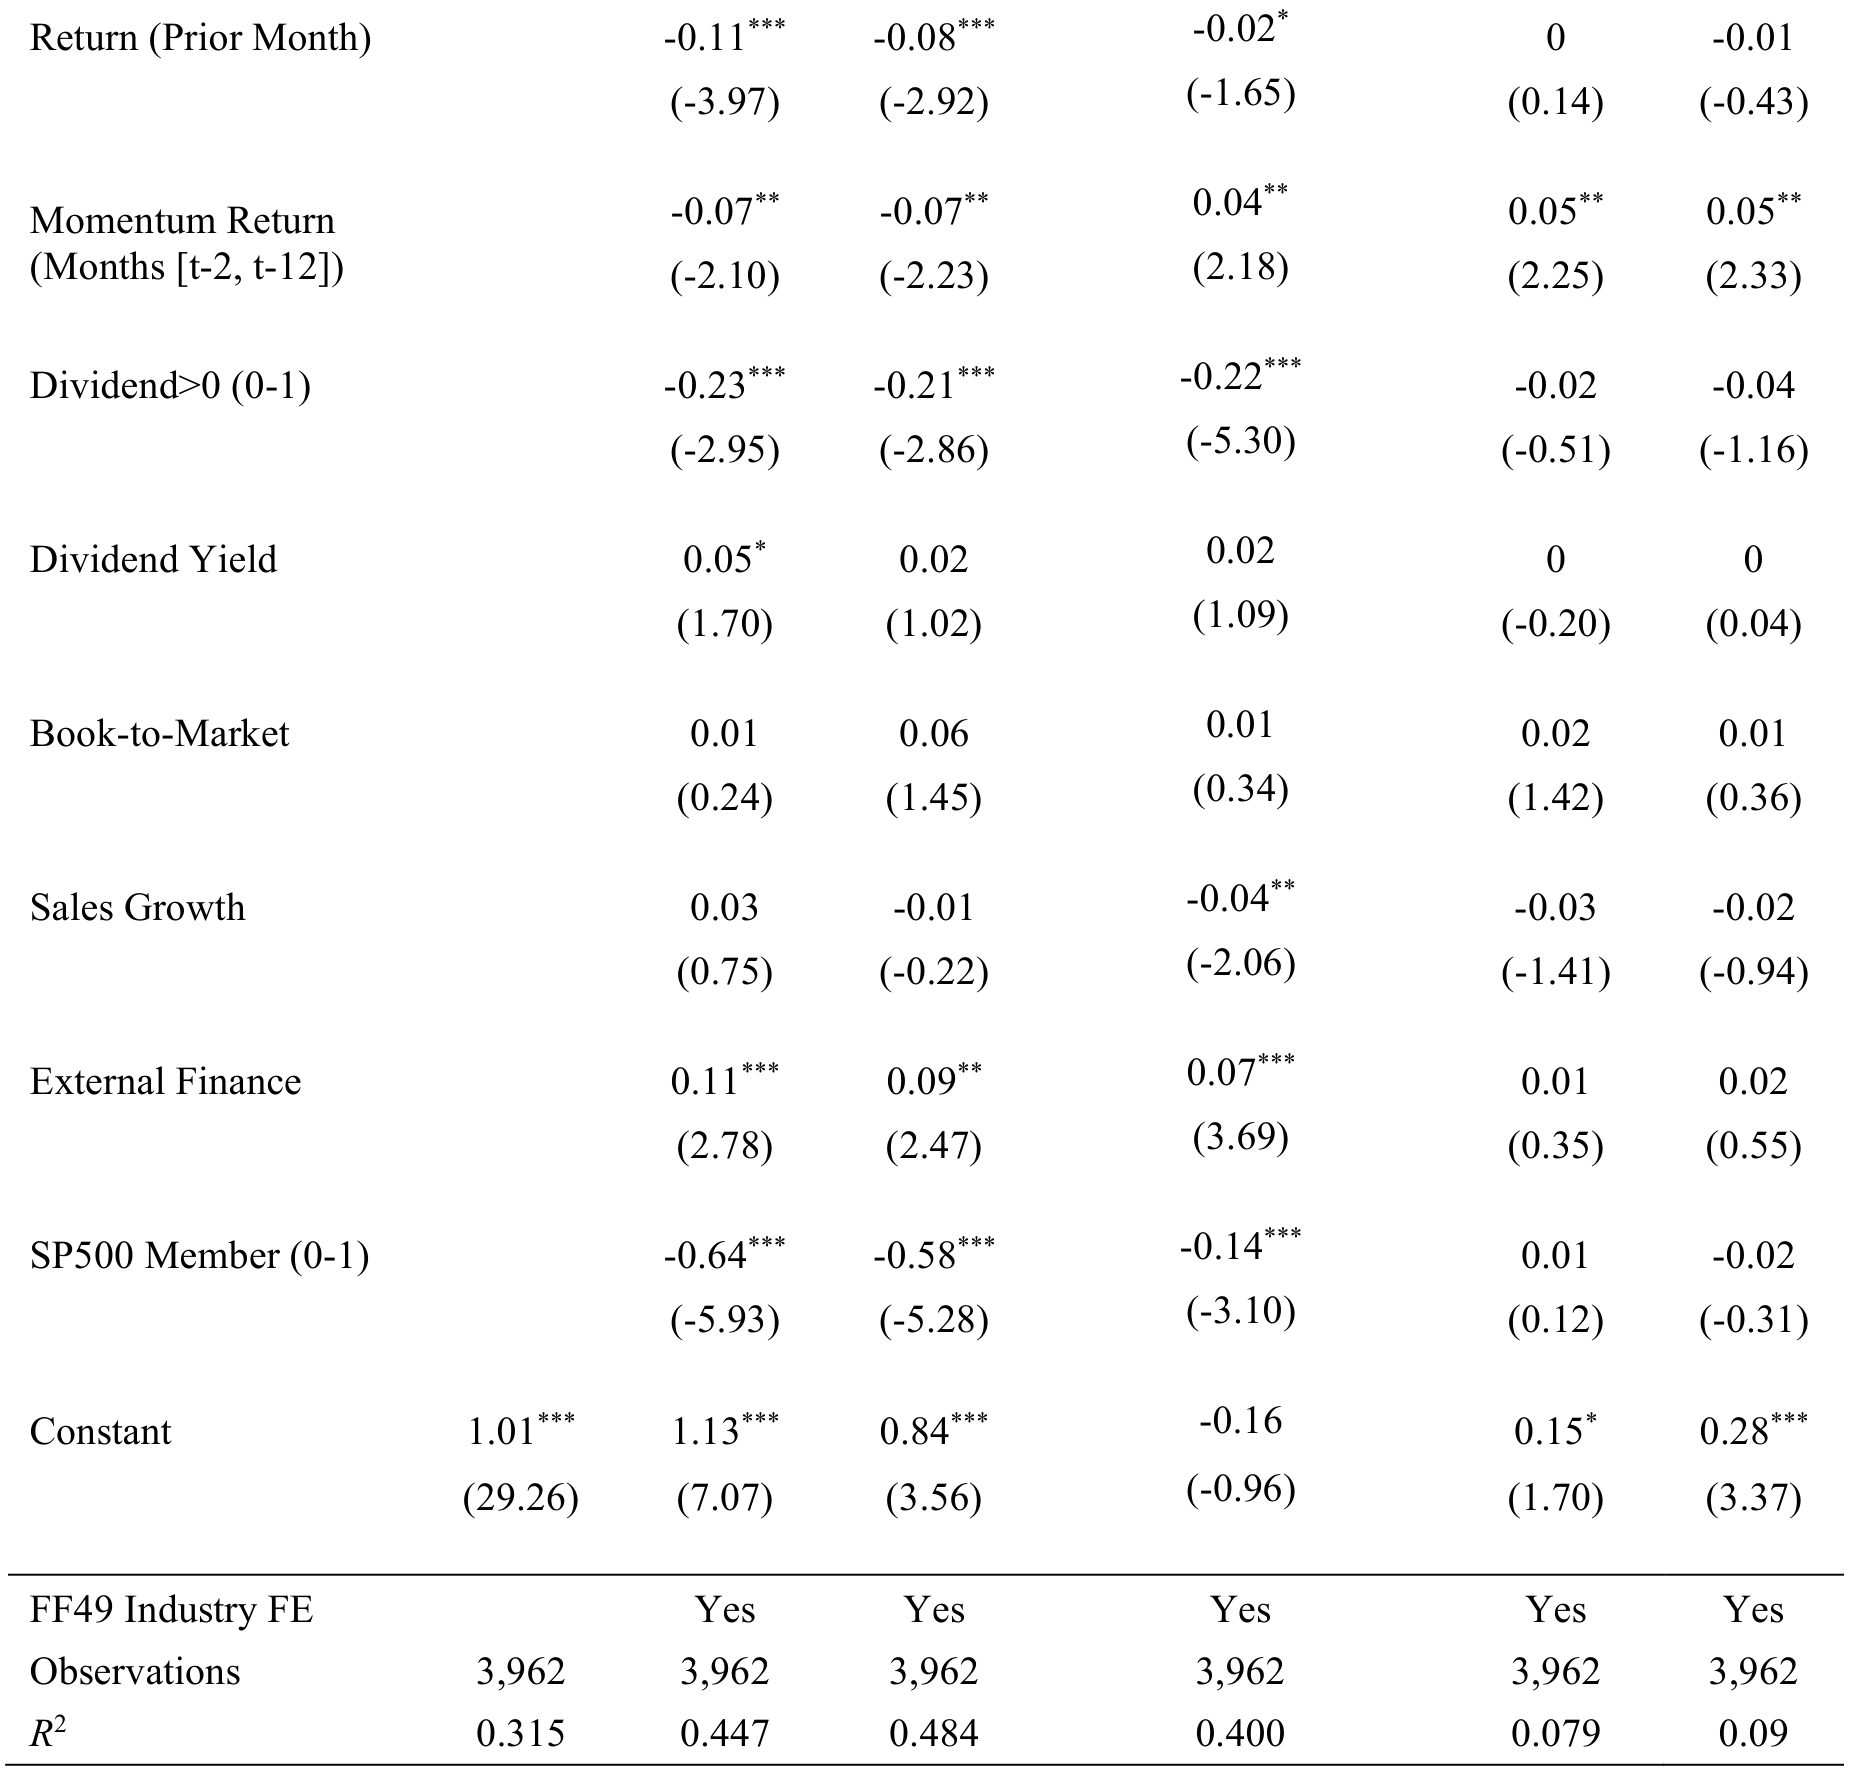 Return (Prior Month) -0.11*** -0.08*** -0.02* 0 -0.01
(-3.97) (-2.92) (-1.65) (0.14) (-0.43)
Momentum Return -0.07** -0.07** 0.04** 0.05** 0.05**
(Months [t-2, t-12]) (-2.10) (-2.23) (2.18) (2.25) (2.33)
Dividend>0 (0-1) -0.23*** -0.21*** -0.22*** -0.02 -0.04
(-2.95) (-2.86) (-5.30) (-0.51) (-1.16)
Dividend Yield 0.05* 0.02 0.02 0 0
(1.70) (1.02) (1.09) (-0.20) (0.04)
Book-to-Market 0.01 0.06 0.01 0.02 0.01
(0.24) (1.45) (0.34) (1.42) (0.36)
Sales Growth 0.03 -0.01 -0.04** -0.03 -0.02
(0.75) (-0.22) (-2.06) (-1.41) (-0.94)
External Finance 0.11*** 0.09** 0.07*** 0.01 0.02
(2.78) (2.47) (3.69) (0.35) (0.55)
SP500 Member (0-1) -0.64*** -0.58*** -0.14*** 0.01 -0.02
(-5.93) (-5.28) (-3.10) (0.12) (-0.31)
Constant 1.01*** 1.13*** 0.84*** -0.16 0.15* 0.28***
(29.26) (7.07) (3.56) (-0.96) (1.70) (3.37)
FF49 Industry FE Yes Yes Yes Yes Yes
Observations 3,962 3,962 3,962 3,962 3,962 3,962
R² 0.315 0.447 0.484 0.400 0.079 0.09